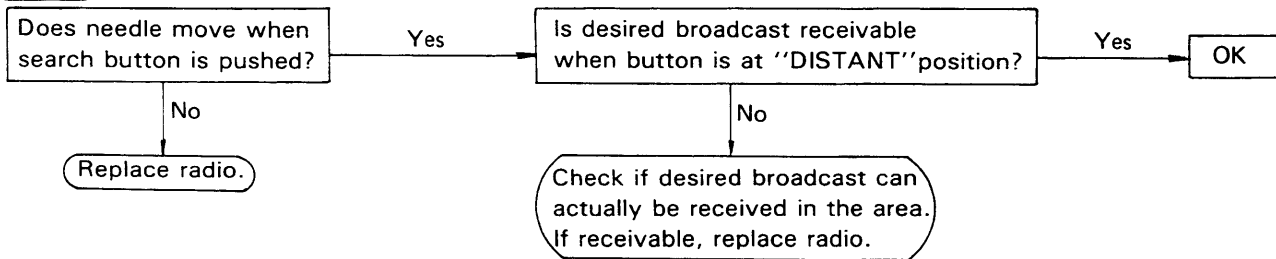 Does needle move when
search button is pushed?
Yes
Is desired broadcast receivable
when button is at "DISTANT" position?
Yes
OK
No
Replace radio.
No
Check if desired broadcast can
actually be received in the area.
If receivable, replace radio.